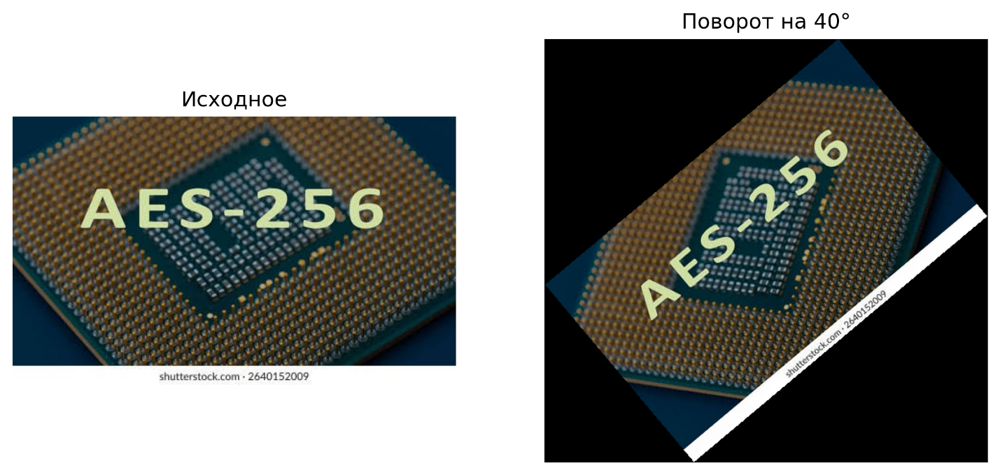 Исходное
AES-256
shutterstock.com · 2640152009
Поворот на 40°
AES-256
shutterstock.com · 2640152009